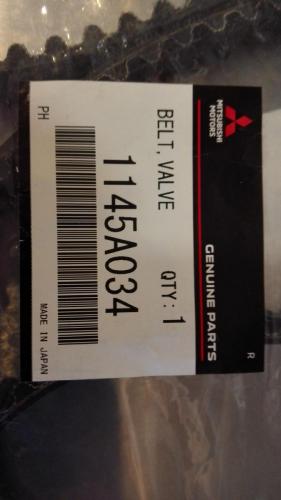 MITSUBISHI
MOTORS
GENUINE PARTS
R
BELT, VALVE QTY: 1
1145A034
PH
MADE IN JAPAN